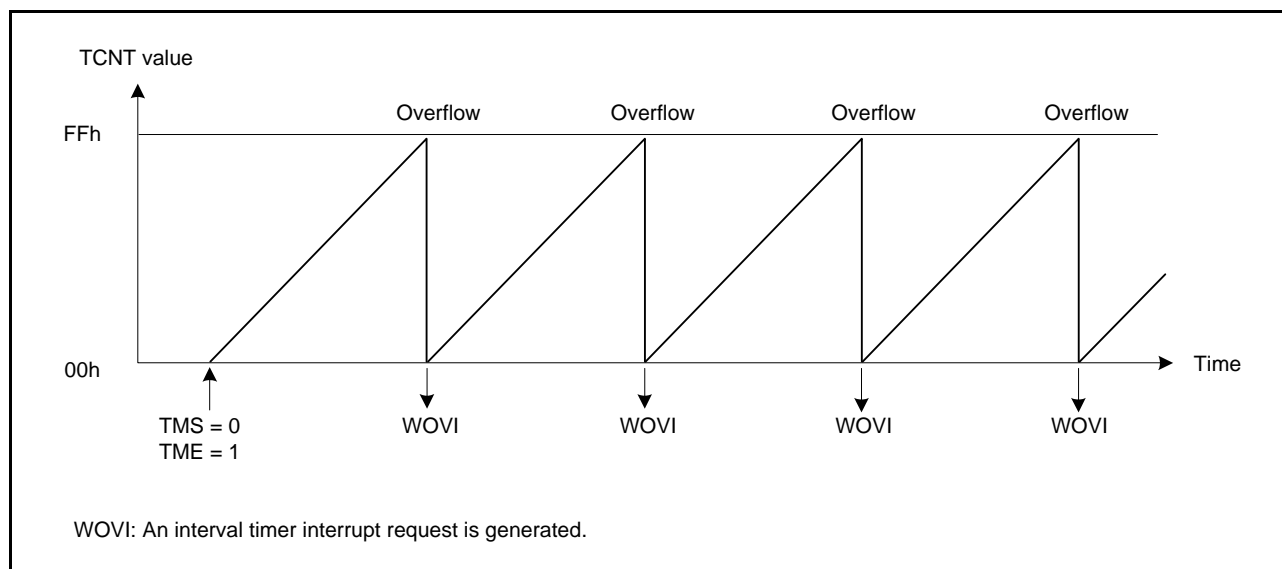 TCNT value
Overflow Overflow Overflow Overflow
FFh
00h
Time
TMS = 0
TME = 1
WOVI WOVI WOVI WOVI
WOVI: An interval timer interrupt request is generated.